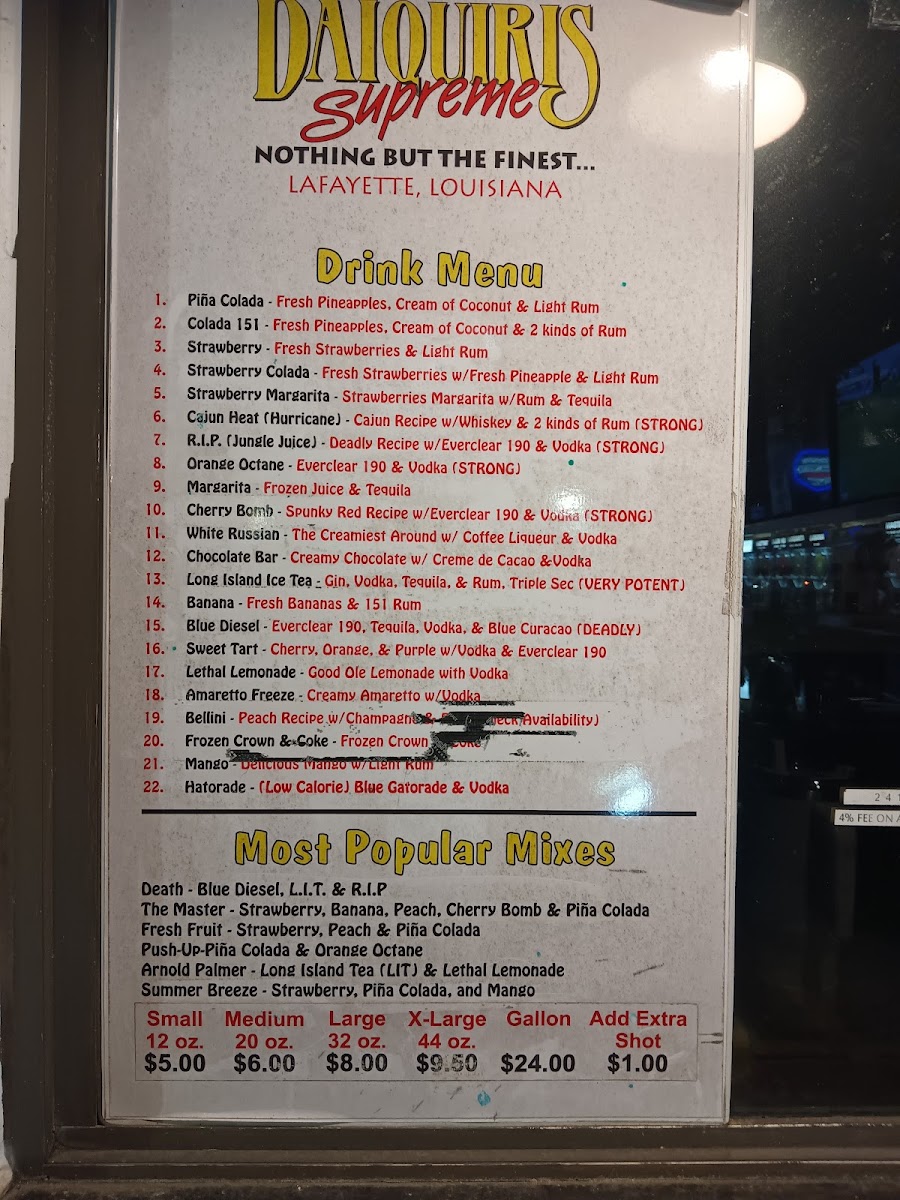 DAIQUIRIS
Supreme
NOTHING BUT THE FINEST...
LAFAYETTE, LOUISIANA
Drink Menu
1. Piña Colada - Fresh Pineapples, Cream of Coconut & Light Rum
2. Colada 151 - Fresh Pineapples, Cream of Coconut & 2 kinds of Rum
3. Strawberry - Fresh Strawberries & Light Rum
4. Strawberry Colada - Fresh Strawberries w/Fresh Pineapple & Light Rum
5. Strawberry Margarita - Strawberries Margarita w/Rum & Tequila
6. Cajun Heat (Hurricane) - Cajun Recipe w/Whiskey & 2 kinds of Rum (STRONG)
7. R.I.P. (Jungle Juice) - Deadly Recipe w/Everclear 190 & Vodka (STRONG)
8. Orange Octane - Everclear 190 & Vodka (STRONG)
9. Margarita - Frozen Juice & Tequila
10. Cherry Bomb - Spunky Red Recipe w/Everclear 190 & Vodka (STRONG)
11. White Russian - The Creamiest Around w/ Coffee Liqueur & Vodka
12. Chocolate Bar - Creamy Chocolate w/ Creme de Cacao &Vodka
13. Long Island Ice Tea - Gin, Vodka, Tequila, & Rum, Triple Sec (VERY POTENT)
14. Banana - Fresh Bananas & 151 Rum
15. Blue Diesel - Everclear 190, Tequila, Vodka, & Blue Curacao (DEADLY)
16. Sweet Tart - Cherry, Orange, & Purple w/Vodka & Everclear 190
17. Lethal Lemonade - Good Ole Lemonade with Vodka
18. Amaretto Freeze - Creamy Amaretto w/Vodka
19. Bellini - Peach Recipe w/Champagne & Availability)
20. Frozen Crown & Coke - Frozen Crown Coke
21. Mango - Delicious Mango w/Light Rum
22. Hatorade - (Low Calorie) Blue Gatorade & Vodka
Most Popular Mixes
Death - Blue Diesel, L.I.T. & R.I.P
The Master - Strawberry, Banana, Peach, Cherry Bomb & Piña Colada
Fresh Fruit - Strawberry, Peach & Piña Colada
Push-Up-Piña Colada & Orange Octane
Arnold Palmer - Long Island Tea (LIT) & Lethal Lemonade
Summer Breeze - Strawberry, Piña Colada, and Mango
Small Medium Large X-Large Gallon Add Extra
12 oz. 20 oz. 32 oz. 44 oz. Shot
$5.00 $6.00 $8.00 $9.50 $24.00 $1.00
2 4 1
4% FEE ON